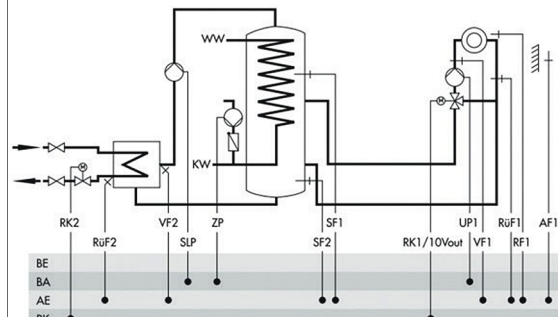 WW
KW
RK2
VF2
ZP
SF1
UP1
RüF1
AF1
RüF2
SLP
SF2
RK1/10Vout
VF1
RF1
BE
BA
AE